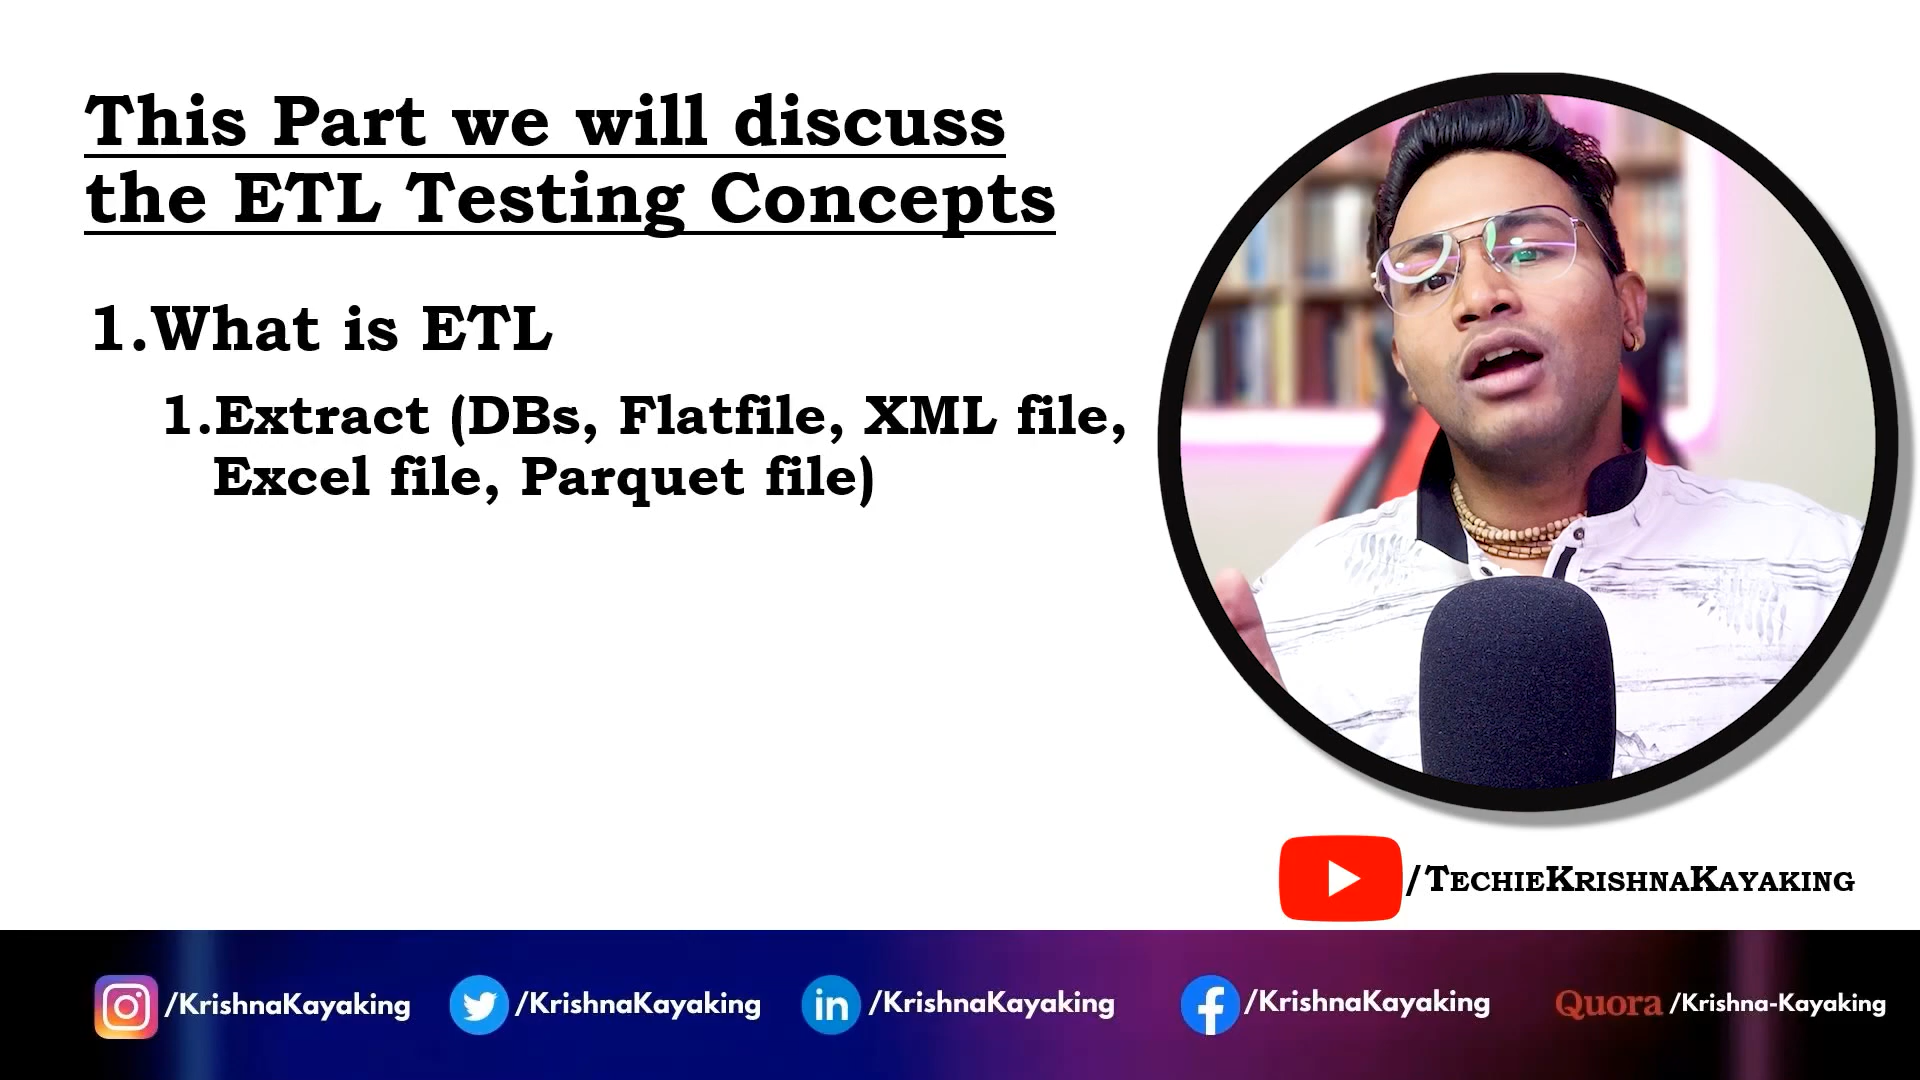 This Part we will discuss
the ETL Testing Concepts
1.What is ETL
1.Extract (DBs, Flatfile, XML file,
Excel file, Parquet file)
/TechieKrishnaKayaking
/KrishnaKayaking
/KrishnaKayaking
in /KrishnaKayaking
/KrishnaKayaking
Quora /Krishna-Kayaking